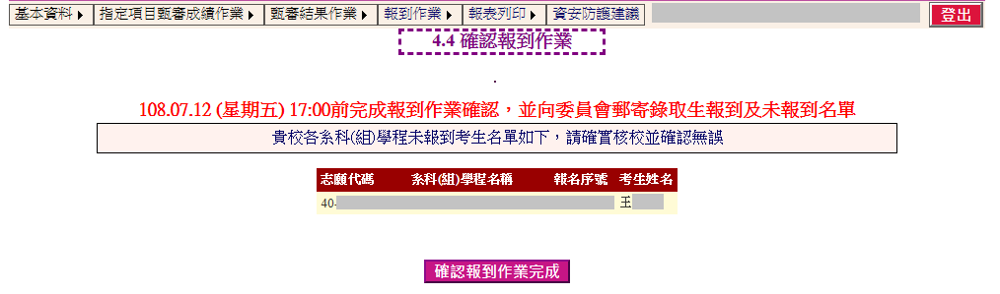 基本資料 指定項目甄審成績作業 甄審結果作業 報到作業 報表列印 資安防護建議 登出
4.4 確認報到作業
.
108.07.12 (星期五) 17:00前完成報到作業確認，並向委員會郵寄錄取生報到及未報到名單
貴校各系科(組)學程未報到考生名單如下，請確實核校並確認無誤
志願代碼 系科(組)學程名稱 報名序號 考生姓名
40- 王
確認報到作業完成